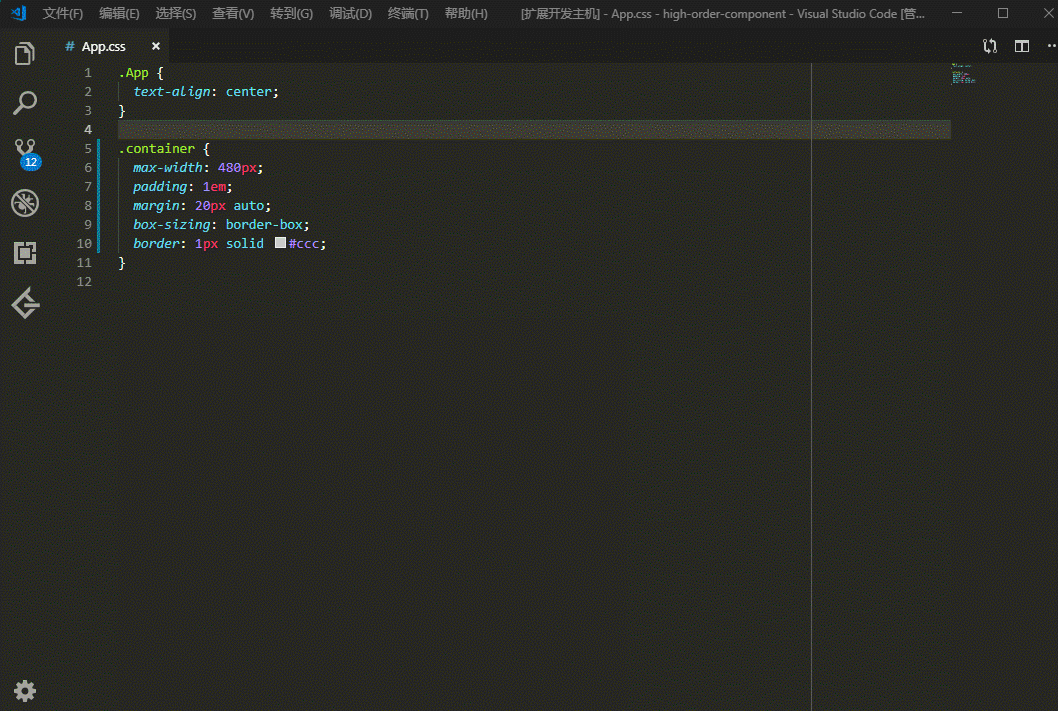 文件(F) 编辑(E) 选择(S) 查看(V) 转到(G) 调试(D) 终端(T) 帮助(H) [扩展开发主机] - App.css - high-order-component - Visual Studio Code [管...
# App.css ×
1 .App {
2 text-align: center;
3 }
4
5 .container {
6 max-width: 480px;
7 padding: 1em;
8 margin: 20px auto;
9 box-sizing: border-box;
10 border: 1px solid #ccc;
11 }
12
12